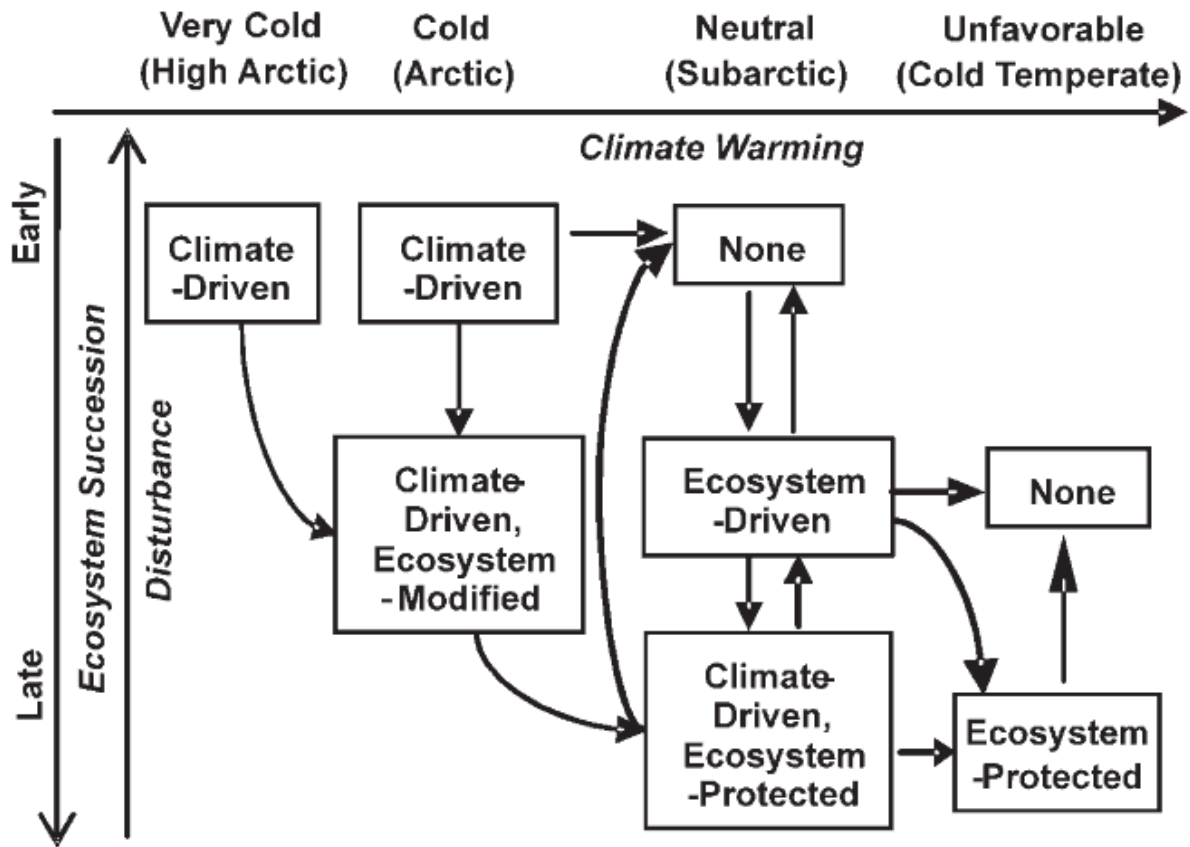 Very Cold
(High Arctic)
Cold
(Arctic)
Neutral
(Subarctic)
Unfavorable
(Cold Temperate)
Climate Warming
Early
Late
Ecosystem Succession
Disturbance
Climate
-Driven
Climate
-Driven
None
Climate-
Driven,
Ecosystem
-Modified
Ecosystem
-Driven
None
Climate-
Driven,
Ecosystem
-Protected
Ecosystem
-Protected